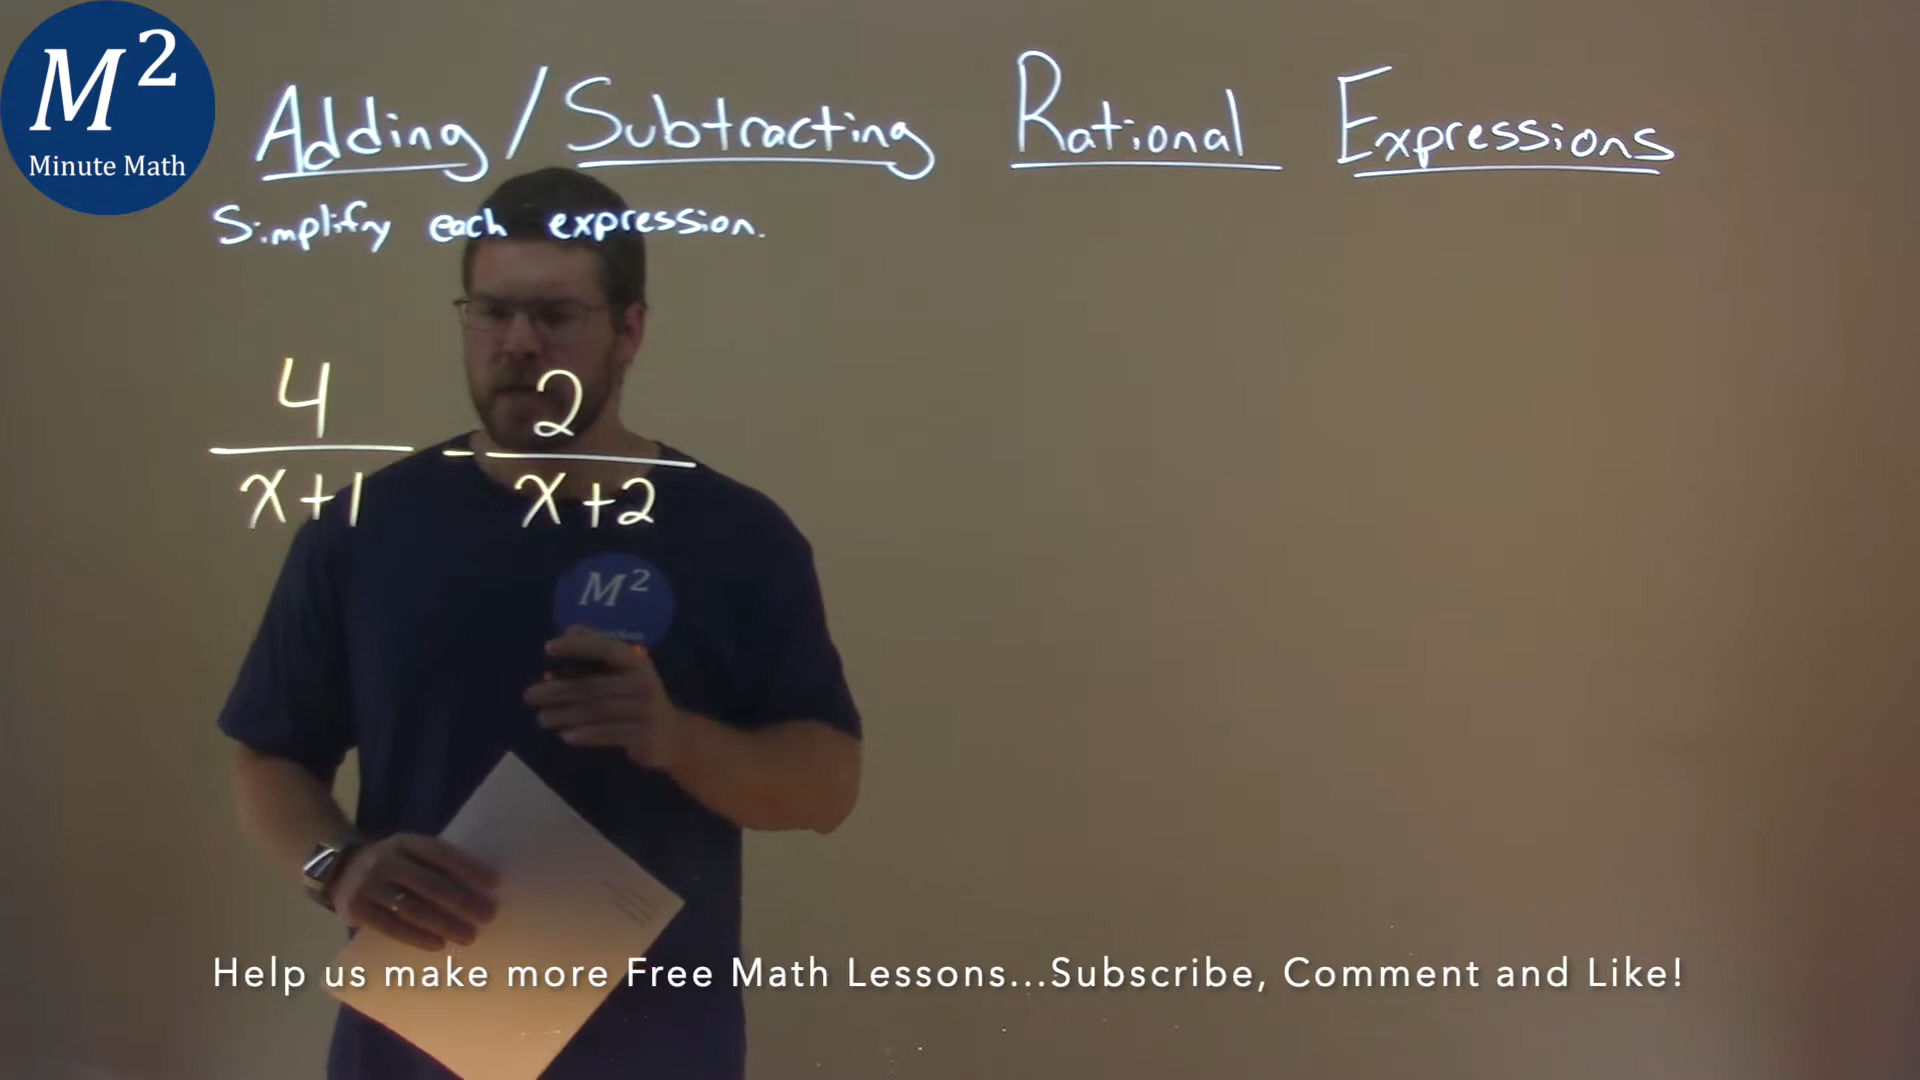 M²
Minute Math
Adding/Subtracting Rational Expressions
Simplify each expression.
4/(x+1) - 2/(x+2)
M²
Help us make more Free Math Lessons...Subscribe, Comment and Like!